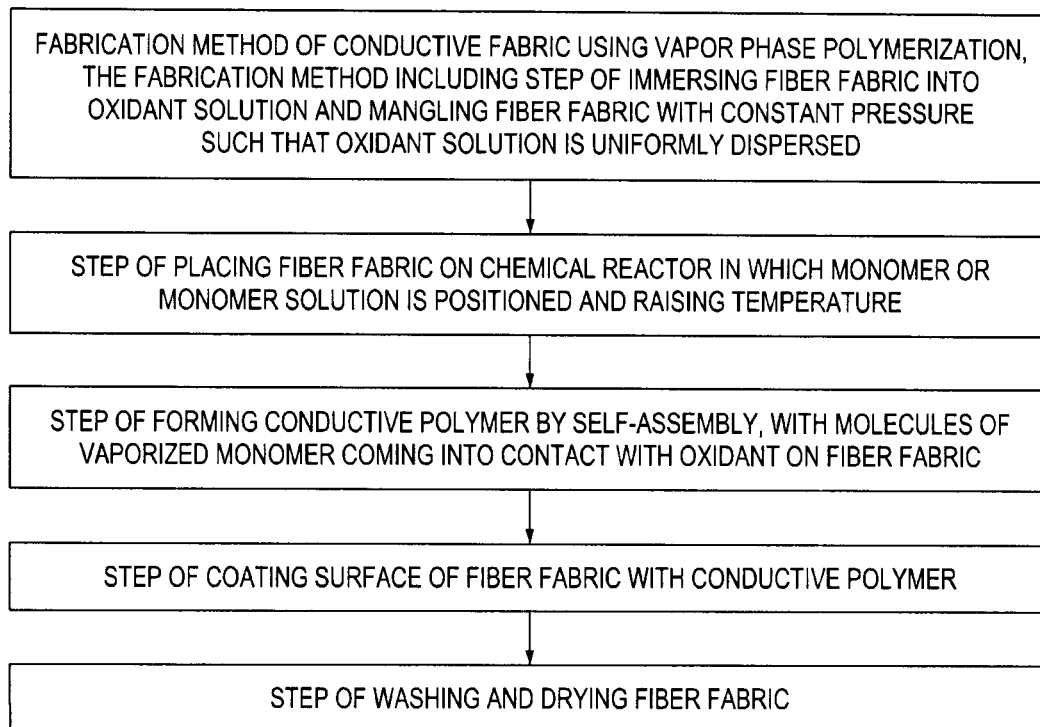 FABRICATION METHOD OF CONDUCTIVE FABRIC USING VAPOR PHASE POLYMERIZATION,
THE FABRICATION METHOD INCLUDING STEP OF IMMERSING FIBER FABRIC INTO
OXIDANT SOLUTION AND MANGLING FIBER FABRIC WITH CONSTANT PRESSURE
SUCH THAT OXIDANT SOLUTION IS UNIFORMLY DISPERSED
STEP OF PLACING FIBER FABRIC ON CHEMICAL REACTOR IN WHICH MONOMER OR
MONOMER SOLUTION IS POSITIONED AND RAISING TEMPERATURE
STEP OF FORMING CONDUCTIVE POLYMER BY SELF-ASSEMBLY, WITH MOLECULES OF
VAPORIZED MONOMER COMING INTO CONTACT WITH OXIDANT ON FIBER FABRIC
STEP OF COATING SURFACE OF FIBER FABRIC WITH CONDUCTIVE POLYMER
STEP OF WASHING AND DRYING FIBER FABRIC